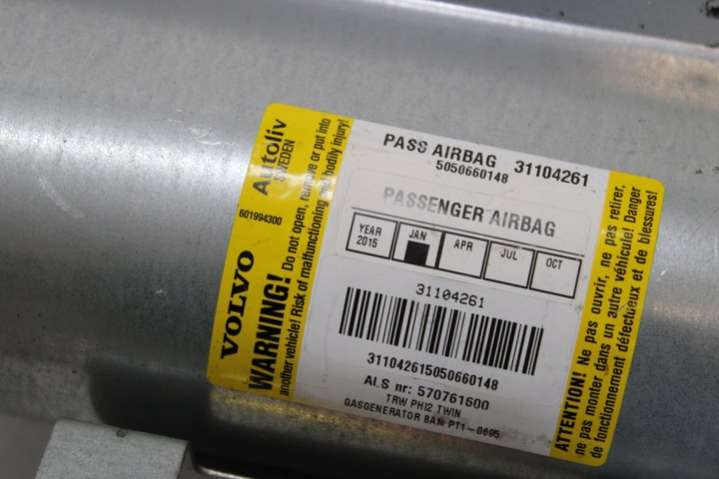 VOLVO
601994300
Autoliv
SWEDEN
WARNING! Do not open, remove or put into
another vehicle! Risk of malfunctioning and bodily injury!
PASS AIRBAG 31104261
5050660148
PASSENGER AIRBAG
YEAR 2015 JAN APR JUL OCT
31104261
311042615050660148
ALS nr: 570761600
TRW PH12 TWIN
GASGENERATOR BAM PT1-0695
ATTENTION! Ne pas ouvrir, ne pas retirer,
ne pas monter dans un autre véhicule! Danger
de fonctionnement défectueux et de blessures!